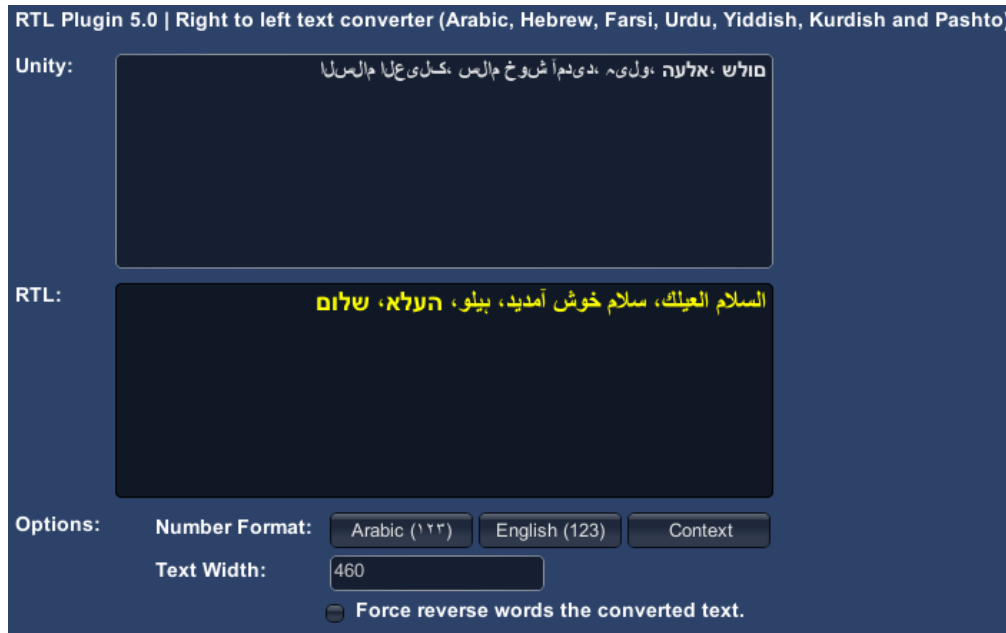 RTL Plugin 5.0 | Right to left text converter (Arabic, Hebrew, Farsi, Urdu, Yiddish, Kurdish and Pashto)
Unity:
RTL:
السلام العيلك، سلام خوش آمديد، ہيلو، העלא، שלום
Options: Number Format: Arabic (١٢٣) English (123) Context
Text Width: 460
Force reverse words the converted text.